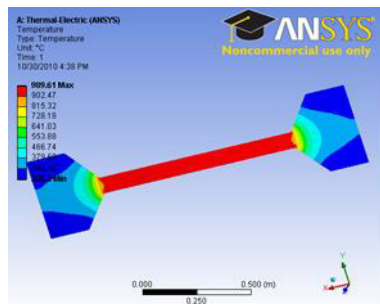 A: Thermal-Electric (ANSYS)
Temperature
Type: Temperature
Unit: °C
Time: 1
10/30/2010 4:38 PM
ANSYS
Noncommercial use only
989.61 Max
902.47
815.32
728.18
641.03
553.88
466.74
Min
0.000
0.500 (m)
0.250
Y
X